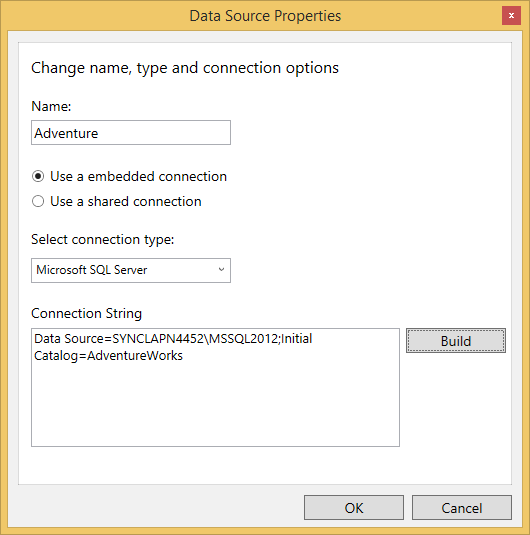 Data Source Properties
x
Change name, type and connection options
Name:
Adventure
Use a embedded connection
Use a shared connection
Select connection type:
Microsoft SQL Server
Connection String
Data Source=SYNCLAPN4452\MSSQL2012;Initial
Catalog=AdventureWorks
Build
OK
Cancel